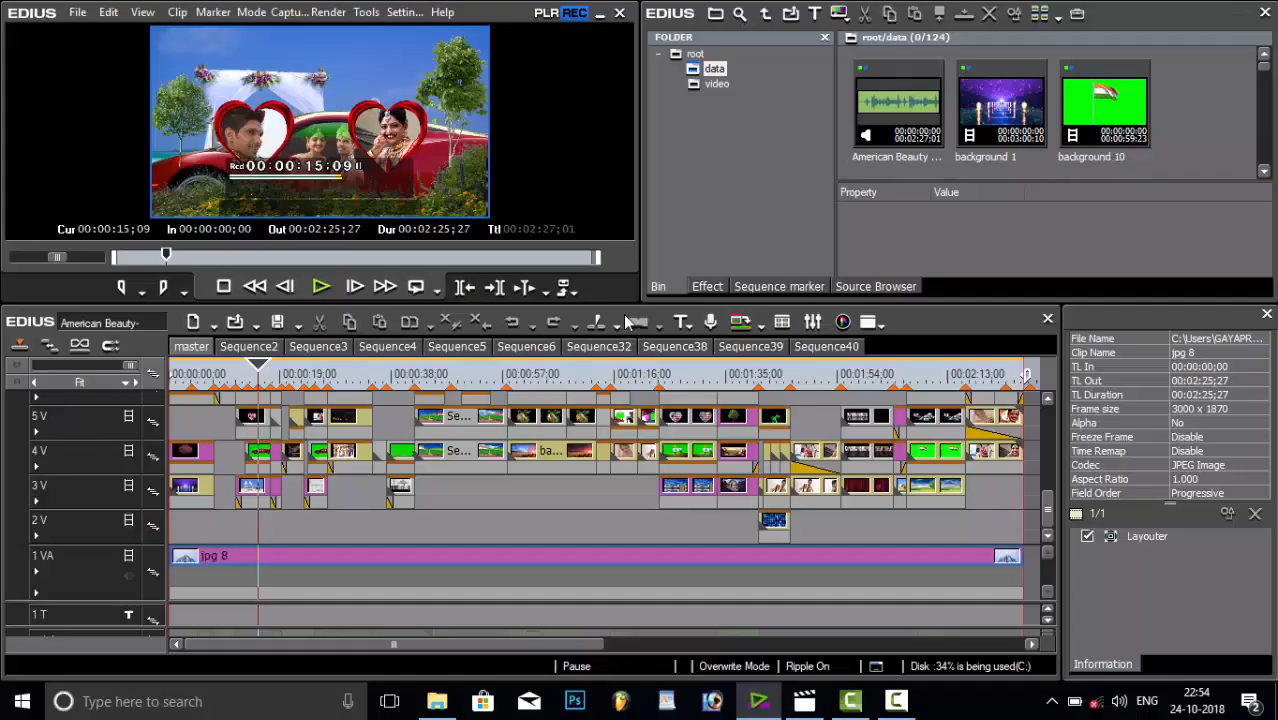 EDIUS File Edit View Clip Marker Mode Captu... Render Tools Settin... Help PLR REC
Rcd 00:00:15:09
Cur 00:00:15;09 In 00:00:00;00 Out 00:02:25;27 Dur 00:02:25;27 Ttl 00:02:27;01
EDIUS
FOLDER
root
data
video
root/data (0/124)
00:00:00;00
00:02:27;01
American Beauty ...
00:00:00;00
00:03:00;10
background 1
00:00:00;00
00:00:59;23
background 10
Property Value
Bin Effect Sequence marker Source Browser
EDIUS American Beauty-
master Sequence2 Sequence3 Sequence4 Sequence5 Sequence6 Sequence32 Sequence38 Sequence39 Sequence40
Fit
00:00:00;00 00:00:19;00 00:00:38;00 00:00:57;00 00:01:16;00 00:01:35;00 00:01:54;00 00:02:13;00
5 V
Se...
4 V
Se...
ba...
3 V
2 V
1 VA
jpg 8
1 T T
Pause Overwrite Mode Ripple On Disk :34% is being used(C:)
File Name C:\Users\GAYAPR...
Clip Name jpg 8
TL In 00:00:00;00
TL Out 00:02:25;27
TL Duration 00:02:25;27
Frame size 3000 x 1870
Alpha No
Freeze Frame Disable
Time Remap Disable
Codec JPEG Image
Aspect Ratio 1.000
Field Order Progressive
1/1
Layouter
Information
Type here to search
Ps
ENG
22:54
24-10-2018
2